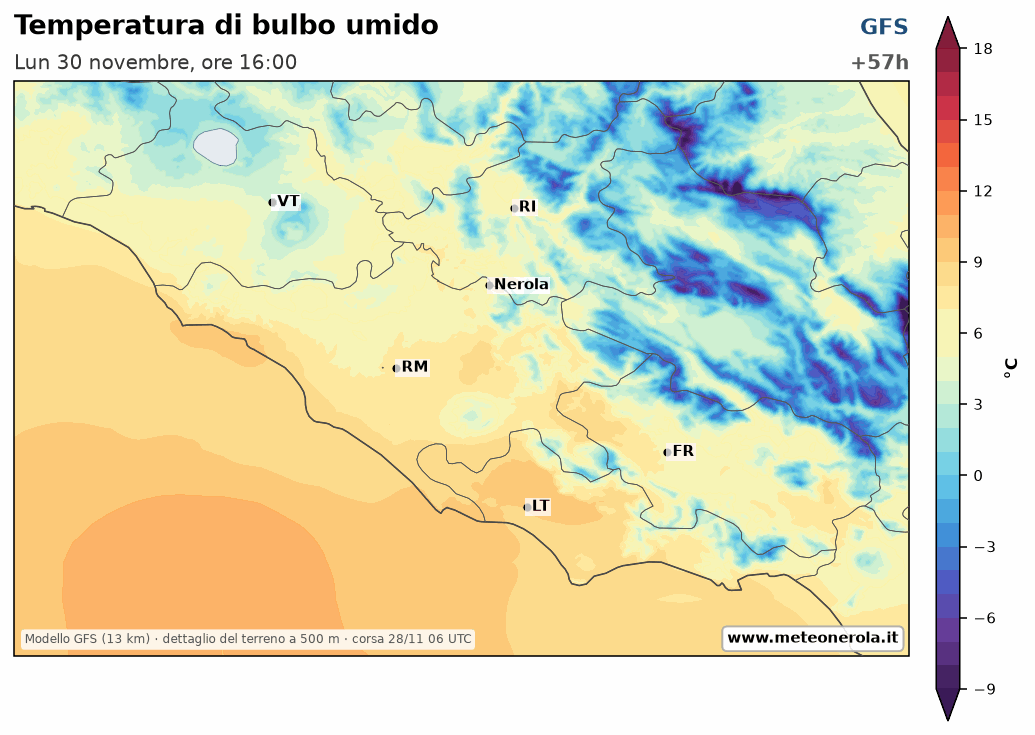 Temperatura di bulbo umido
GFS
Lun 30 novembre, ore 16:00
+57h
18
15
12
9
6
3
0
−3
−6
−9
°C
VT
RI
Nerola
RM
FR
LT
Modello GFS (13 km) · dettaglio del terreno a 500 m · corsa 28/11 06 UTC
www.meteonerola.it